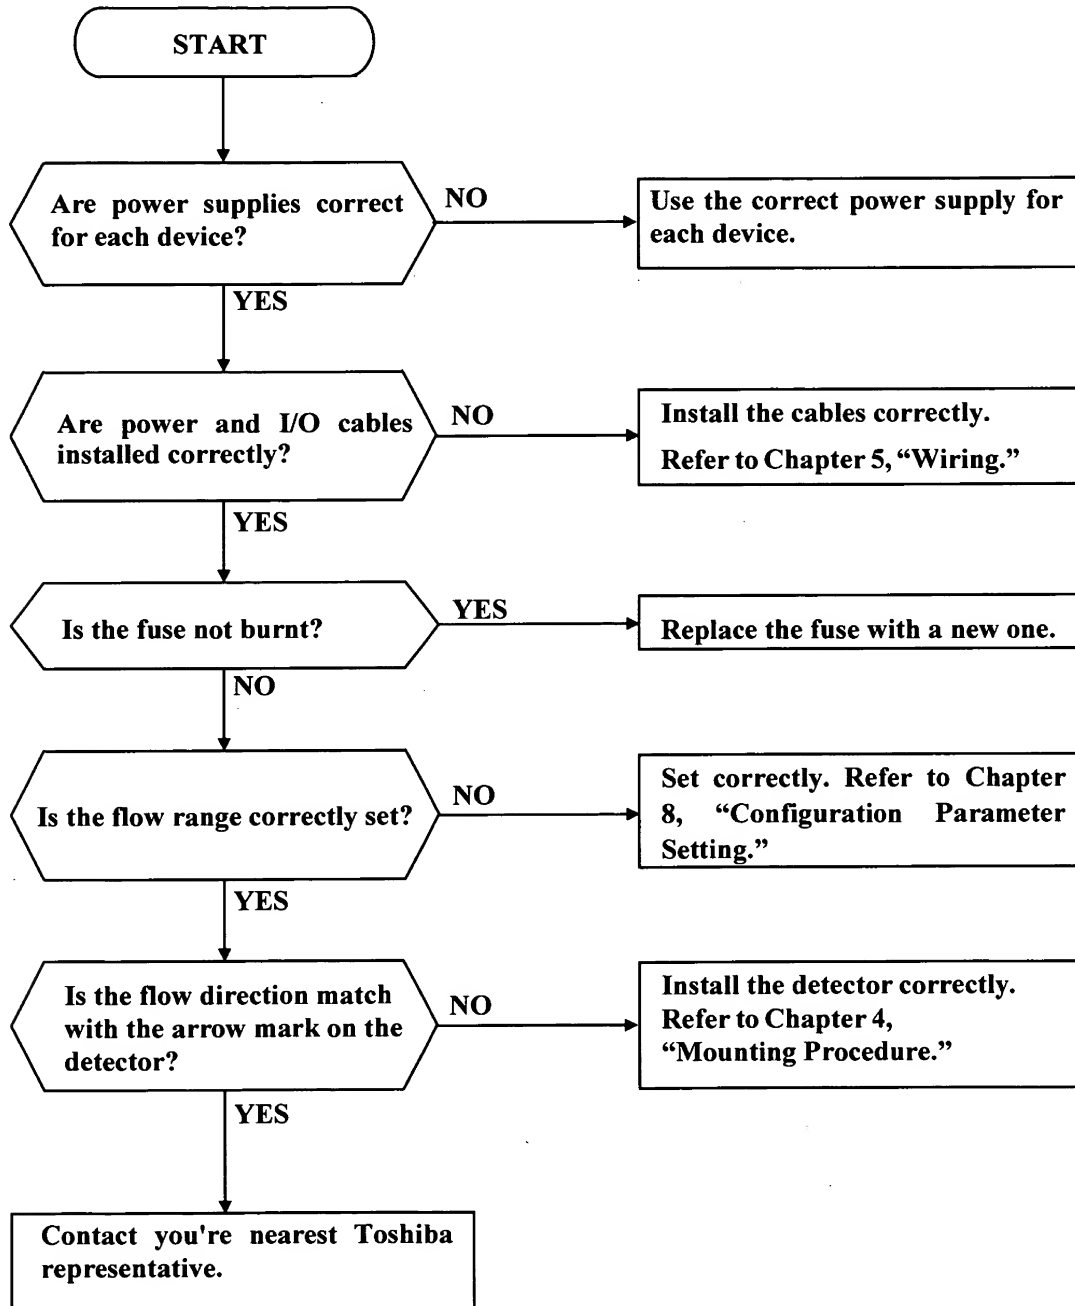 START
Are power supplies correct
for each device?
NO
Use the correct power supply for
each device.
YES
Are power and I/O cables
installed correctly?
NO
Install the cables correctly.
Refer to Chapter 5, “Wiring.”
YES
Is the fuse not burnt?
YES
Replace the fuse with a new one.
NO
Is the flow range correctly set?
NO
Set correctly. Refer to Chapter
8, “Configuration Parameter
Setting.”
YES
Is the flow direction match
with the arrow mark on the
detector?
NO
Install the detector correctly.
Refer to Chapter 4,
“Mounting Procedure.”
YES
Contact you're nearest Toshiba
representative.